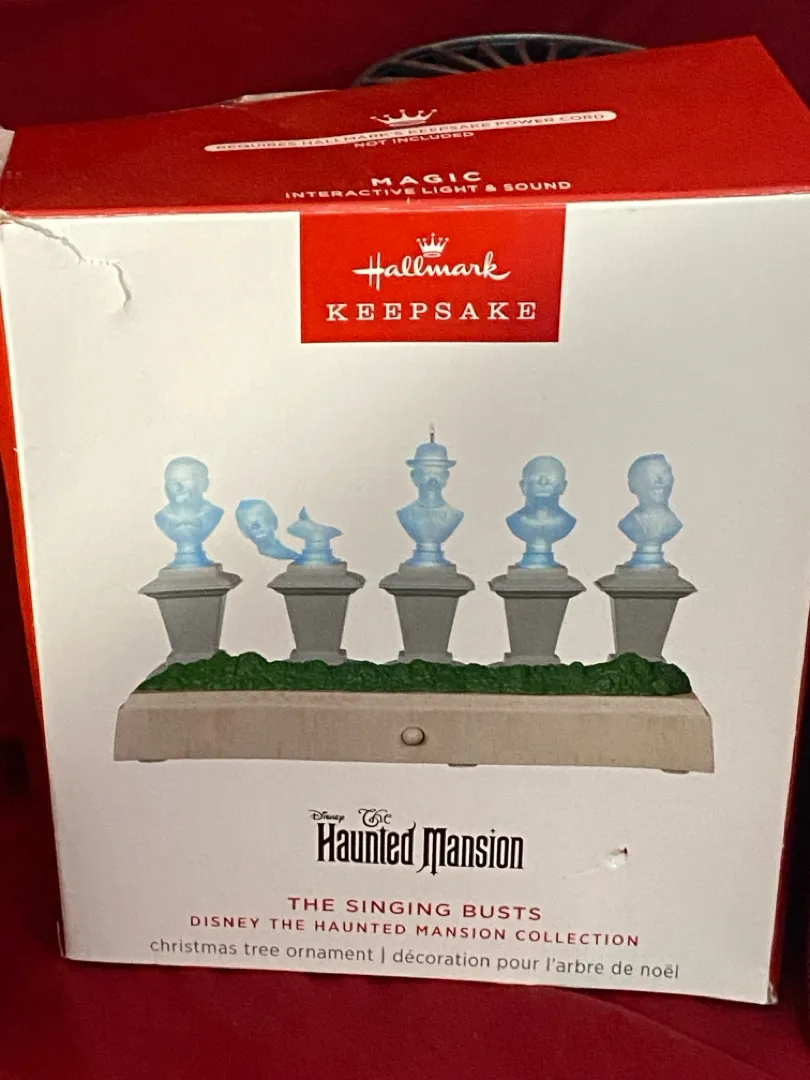 REQUIRES HALLMARK'S KEEPSAKE POWER CORD
NOT INCLUDED
MAGIC
INTERACTIVE LIGHT & SOUND
Hallmark
KEEPSAKE
Disney The
Haunted Mansion
THE SINGING BUSTS
DISNEY THE HAUNTED MANSION COLLECTION
christmas tree ornament | décoration pour l'arbre de noël